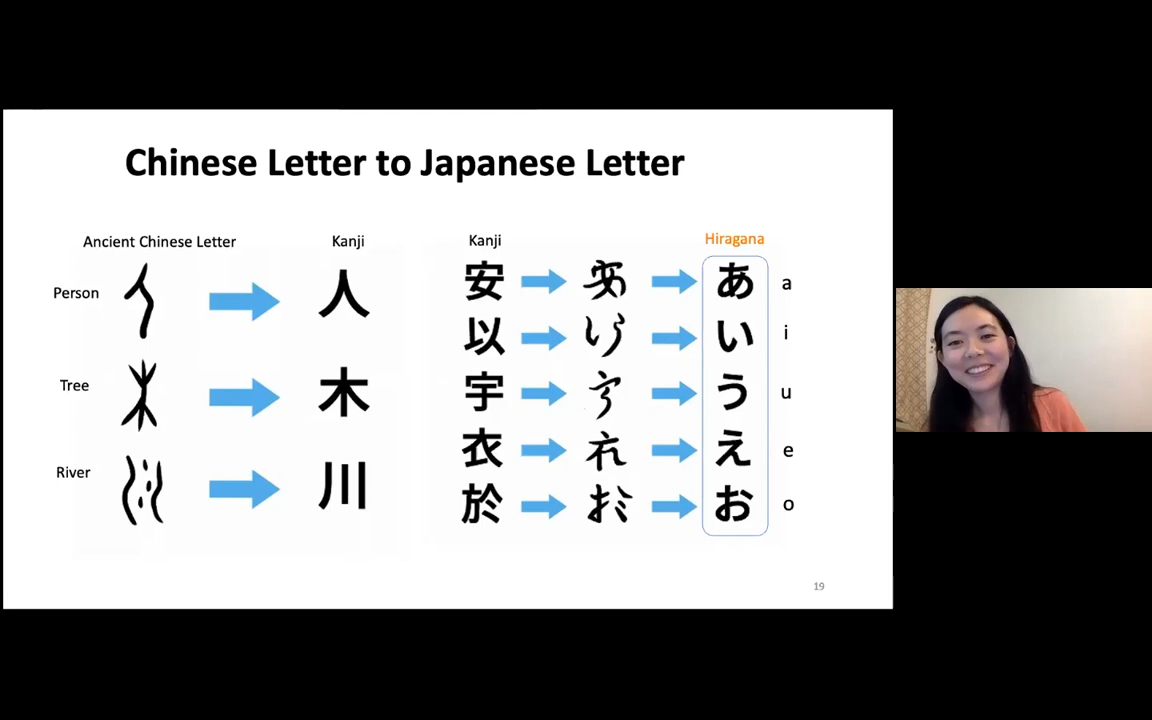 Chinese Letter to Japanese Letter
Ancient Chinese Letter Kanji
Person 人
Tree 木
River 川
Kanji Hiragana
安 あ a
以 い i
宇 う u
衣 え e
於 お o
19